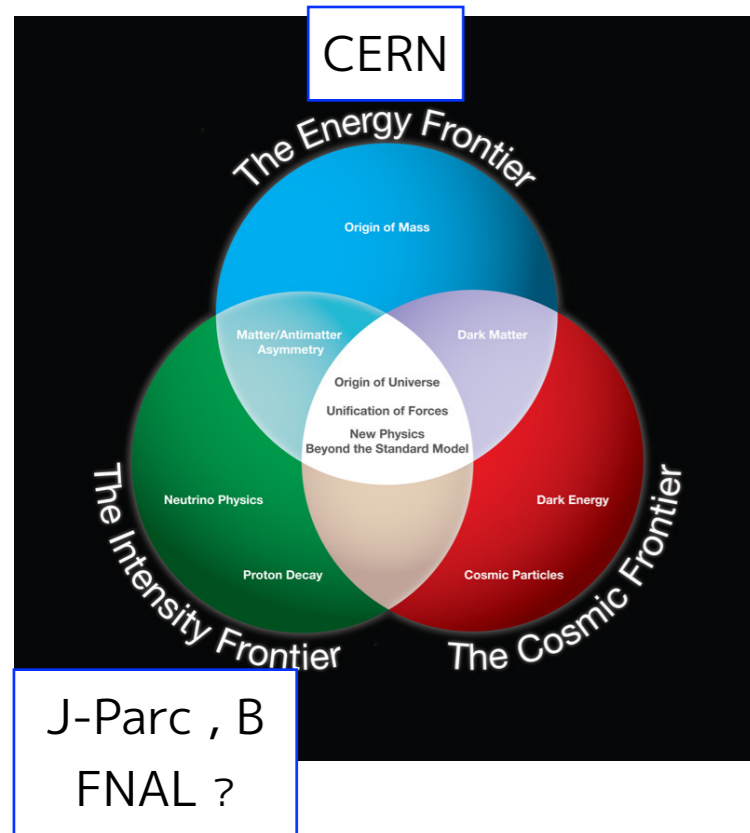 CERN
The Energy Frontier
Origin of Mass
Matter/Antimatter
Asymmetry
Dark Matter
Origin of Universe
Unification of Forces
New Physics
Beyond the Standard Model
Neutrino Physics
Dark Energy
Proton Decay
Cosmic Particles
The Intensity Frontier
The Cosmic Frontier
J-Parc , B
FNAL ?